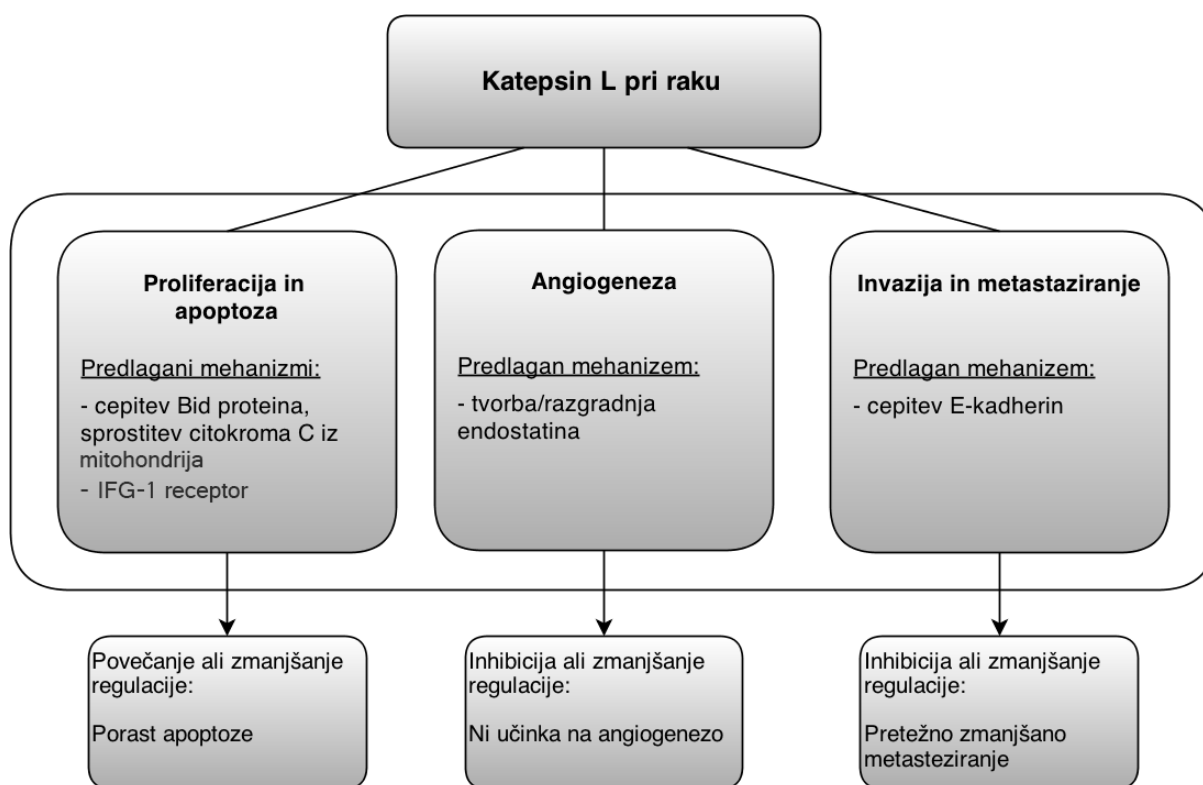 Katepsin L pri raku
Proliferacija in
apoptoza
Predlagani mehanizmi:
- cepitev Bid proteina,
sprostitev citokroma C iz
mitohondrija
- IFG-1 receptor
Angiogeneza
Predlagan mehanizem:
- tvorba/razgradnja
endostatina
Invazija in metastaziranje
Predlagan mehanizem:
- cepitev E-kadherin
Povečanje ali zmanjšanje
regulacije:
Porast apoptoze
Inhibicija ali zmanjšanje
regulacije:
Ni učinka na angiogenezo
Inhibicija ali zmanjšanje
regulacije:
Pretežno zmanjšano
metasteziranje